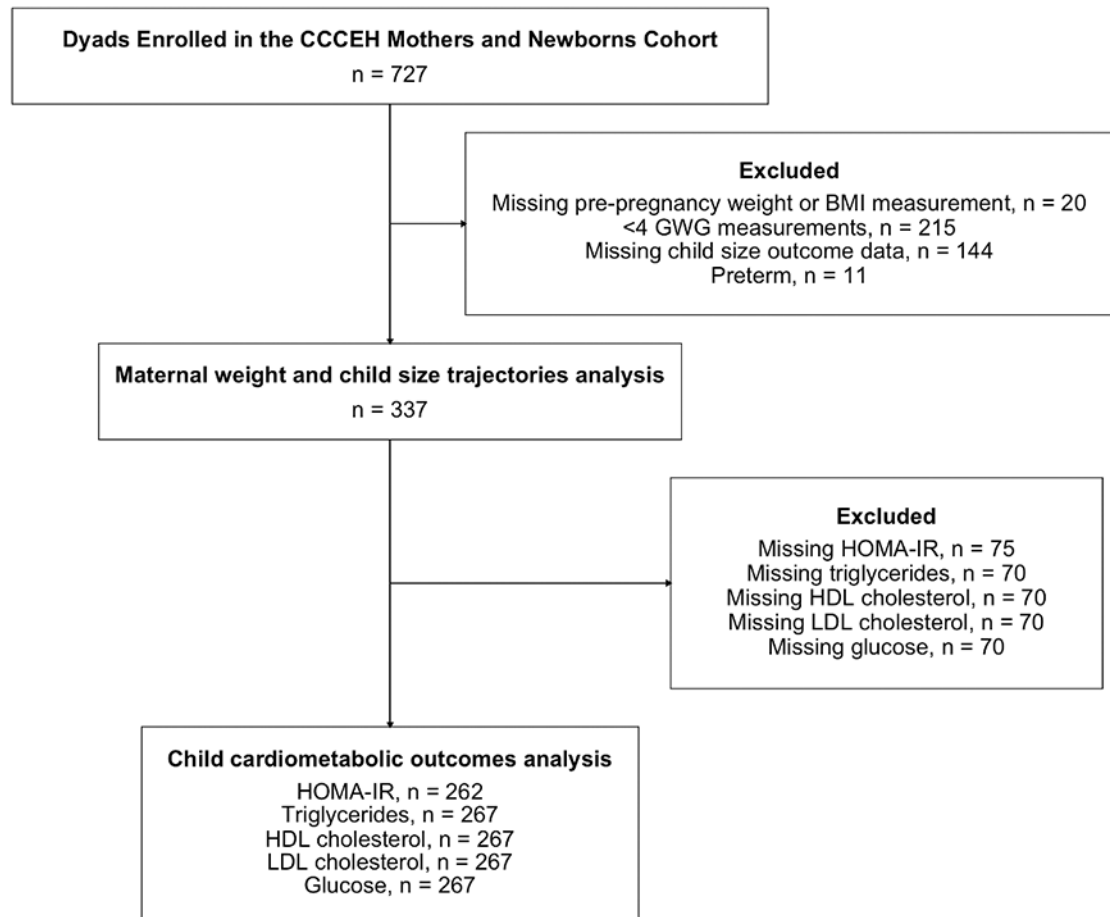 Dyads Enrolled in the CCCEH Mothers and Newborns Cohort
n = 727
Excluded
Missing pre-pregnancy weight or BMI measurement, n = 20
<4 GWG measurements, n = 215
Missing child size outcome data, n = 144
Preterm, n = 11
Maternal weight and child size trajectories analysis
n = 337
Excluded
Missing HOMA-IR, n = 75
Missing triglycerides, n = 70
Missing HDL cholesterol, n = 70
Missing LDL cholesterol, n = 70
Missing glucose, n = 70
Child cardiometabolic outcomes analysis
HOMA-IR, n = 262
Triglycerides, n = 267
HDL cholesterol, n = 267
LDL cholesterol, n = 267
Glucose, n = 267